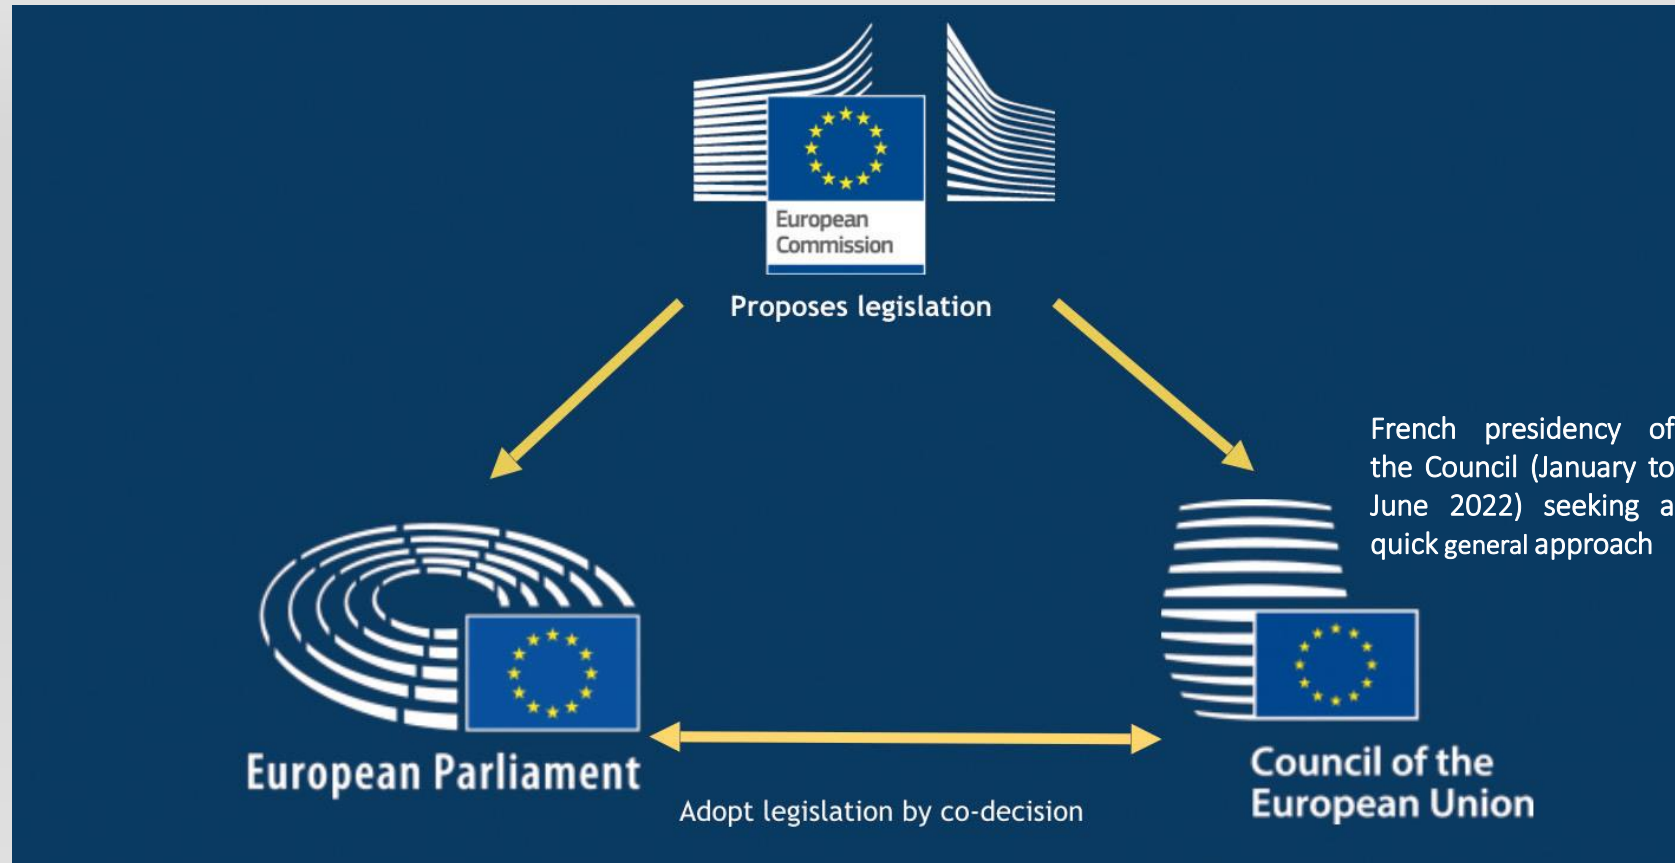 European
Commission
Proposes legislation
French presidency of
the Council (January to
June 2022) seeking a
quick general approach
European Parliament
Council of the
European Union
Adopt legislation by co-decision